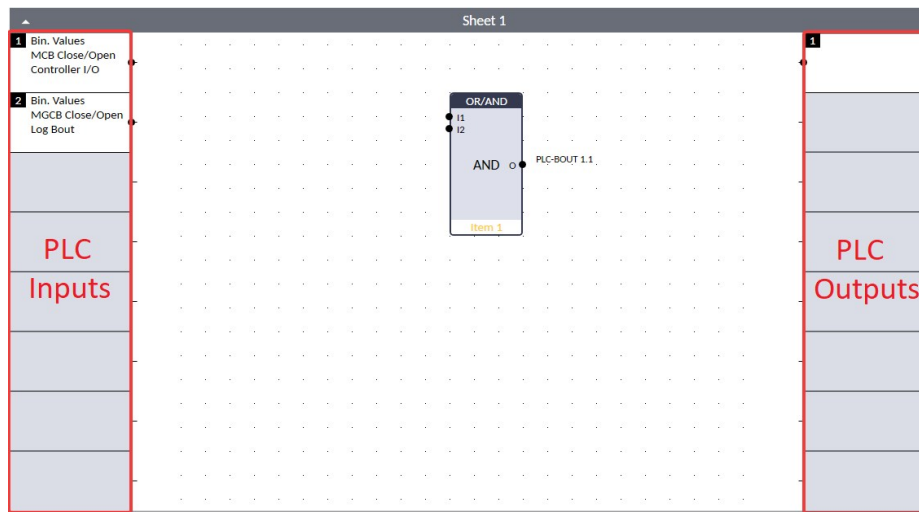 Sheet 1
1 Bin. Values
MCB Close/Open
Controller I/O
2 Bin. Values
MGCB Close/Open
Log Bout
PLC
Inputs
OR/AND
I1
I2
AND O
PLC-BOUT 1.1
Item 1
1
PLC
Outputs